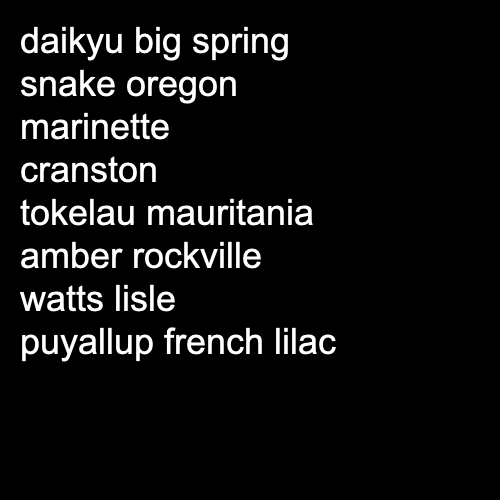 daikyu big spring
snake oregon
marinette
cranston
tokelau mauritania
amber rockville
watts lisle
puyallup french lilac